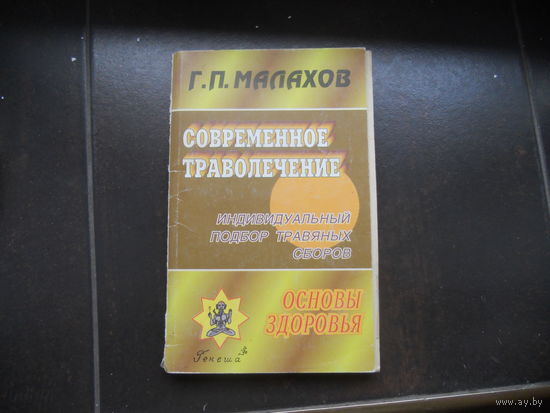 Г.П. МАЛАХОВ
СОВРЕМЕННОЕ
ТРАВОЛЕЧЕНИЕ
ИНДИВИДУАЛЬНЫЙ
ПОДБОР ТРАВЯНЫХ
СБОРОВ
ОСНОВЫ
ЗДОРОВЬЯ
Генеша
www.ay.by